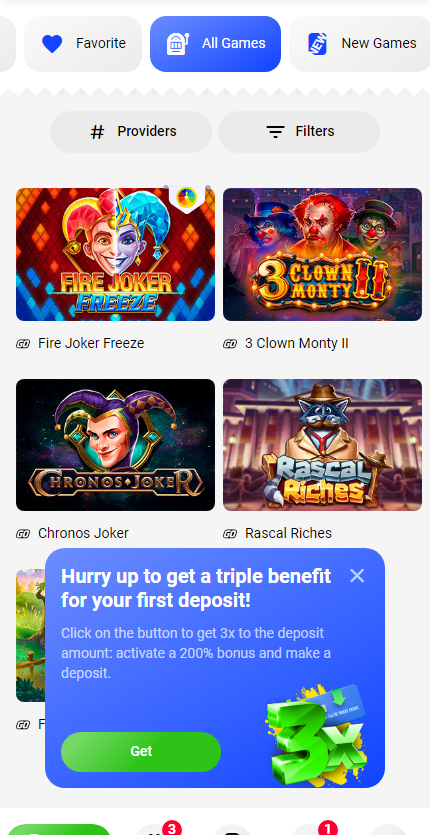 Favorite
All Games
NEW
New Games
Providers
Filters
FIRE JOKER
FREEZE
3 CLOWN
MONTY II
Fire Joker Freeze
3 Clown Monty II
CHRONOS JOKER
RASCAL
RICHES
Chronos Joker
Rascal Riches
Hurry up to get a triple benefit
for your first deposit!
Click on the button to get 3x to the deposit
amount: activate a 200% bonus and make a
deposit.
F
Get
3x
3
1